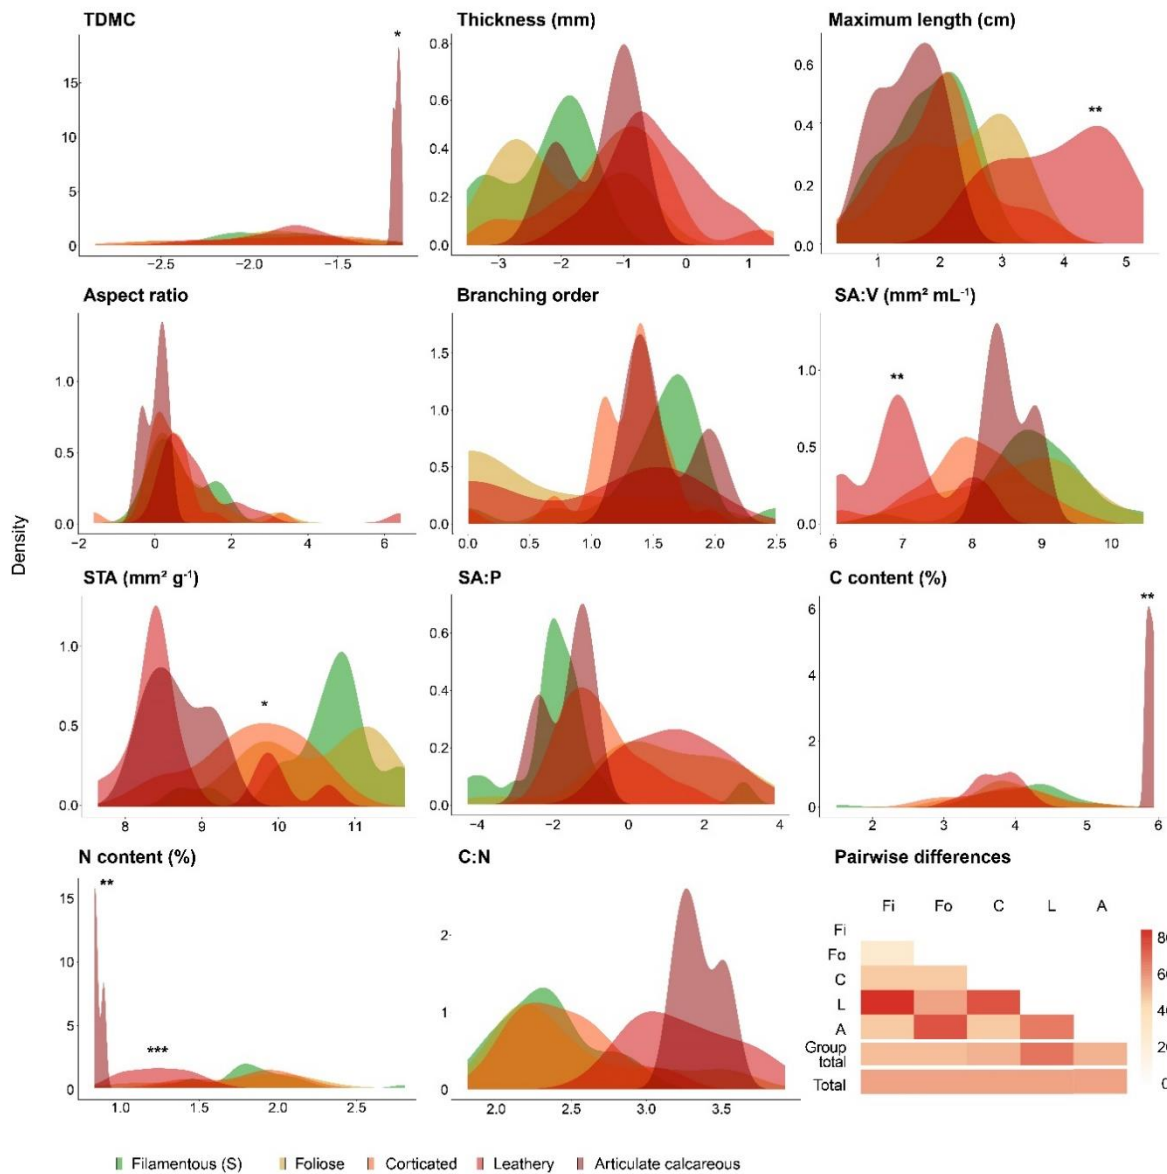 TDMC
Thickness (mm)
Maximum length (cm)
*
**
15
10
5
0
−2.5 −2.0 −1.5
0.8
0.6
0.4
0.2
0.0
−3 −2 −1 0 1
0.6
0.4
0.2
0.0
1 2 3 4 5
Aspect ratio
Branching order
SA:V (mm² mL⁻¹)
**
1.0
0.5
0.0
−2 0 2 4 6
1.5
1.0
0.5
0.0
0.0 0.5 1.0 1.5 2.0 2.5
1.0
0.5
0.0
6 7 8 9 10
Density
STA (mm² g⁻¹)
SA:P
C content (%)
*
**
1.0
0.5
0.0
8 9 10 11
0.6
0.4
0.2
0.0
−4 −2 0 2 4
6
4
2
0
2 3 4 5 6
N content (%)
C:N
Pairwise differences
**
***
15
10
5
0
1.0 1.5 2.0 2.5
2
1
0
2.0 2.5 3.0 3.5
Fi Fo C L A
Fi
Fo
C
L
A
Group total
Total
80
60
40
20
0
Filamentous (S) Foliose Corticated Leathery Articulate calcareous